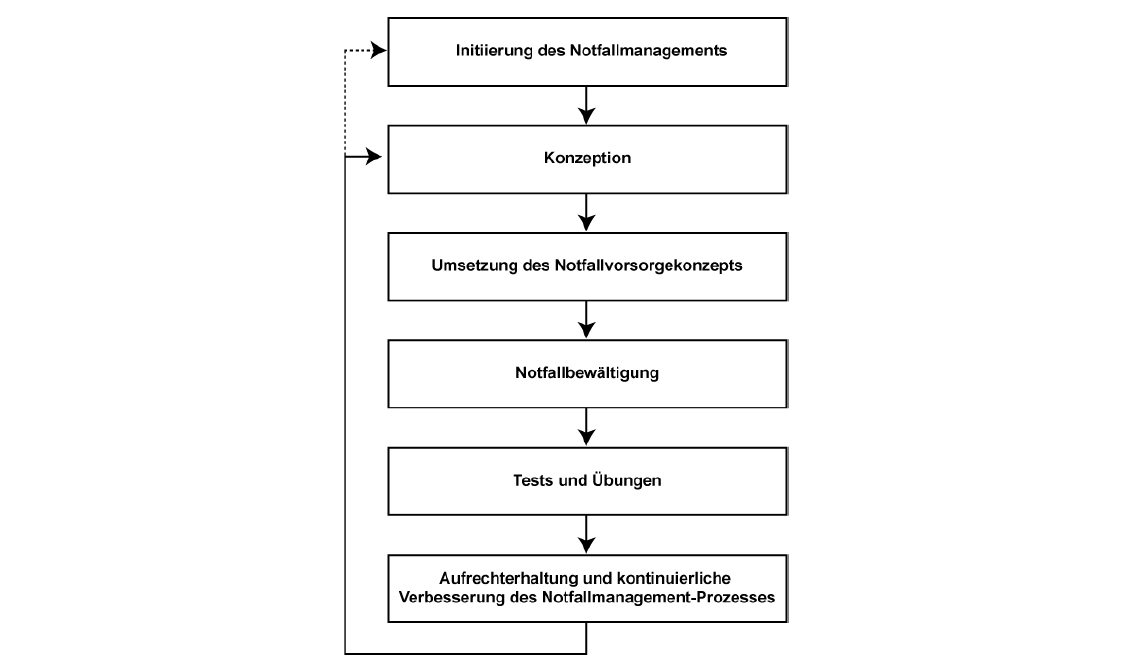 Initiierung des Notfallmanagements
Konzeption
Umsetzung des Notfallvorsorgekonzepts
Notfallbewältigung
Tests und Übungen
Aufrechterhaltung und kontinuierliche
Verbesserung des Notfallmanagement-Prozesses